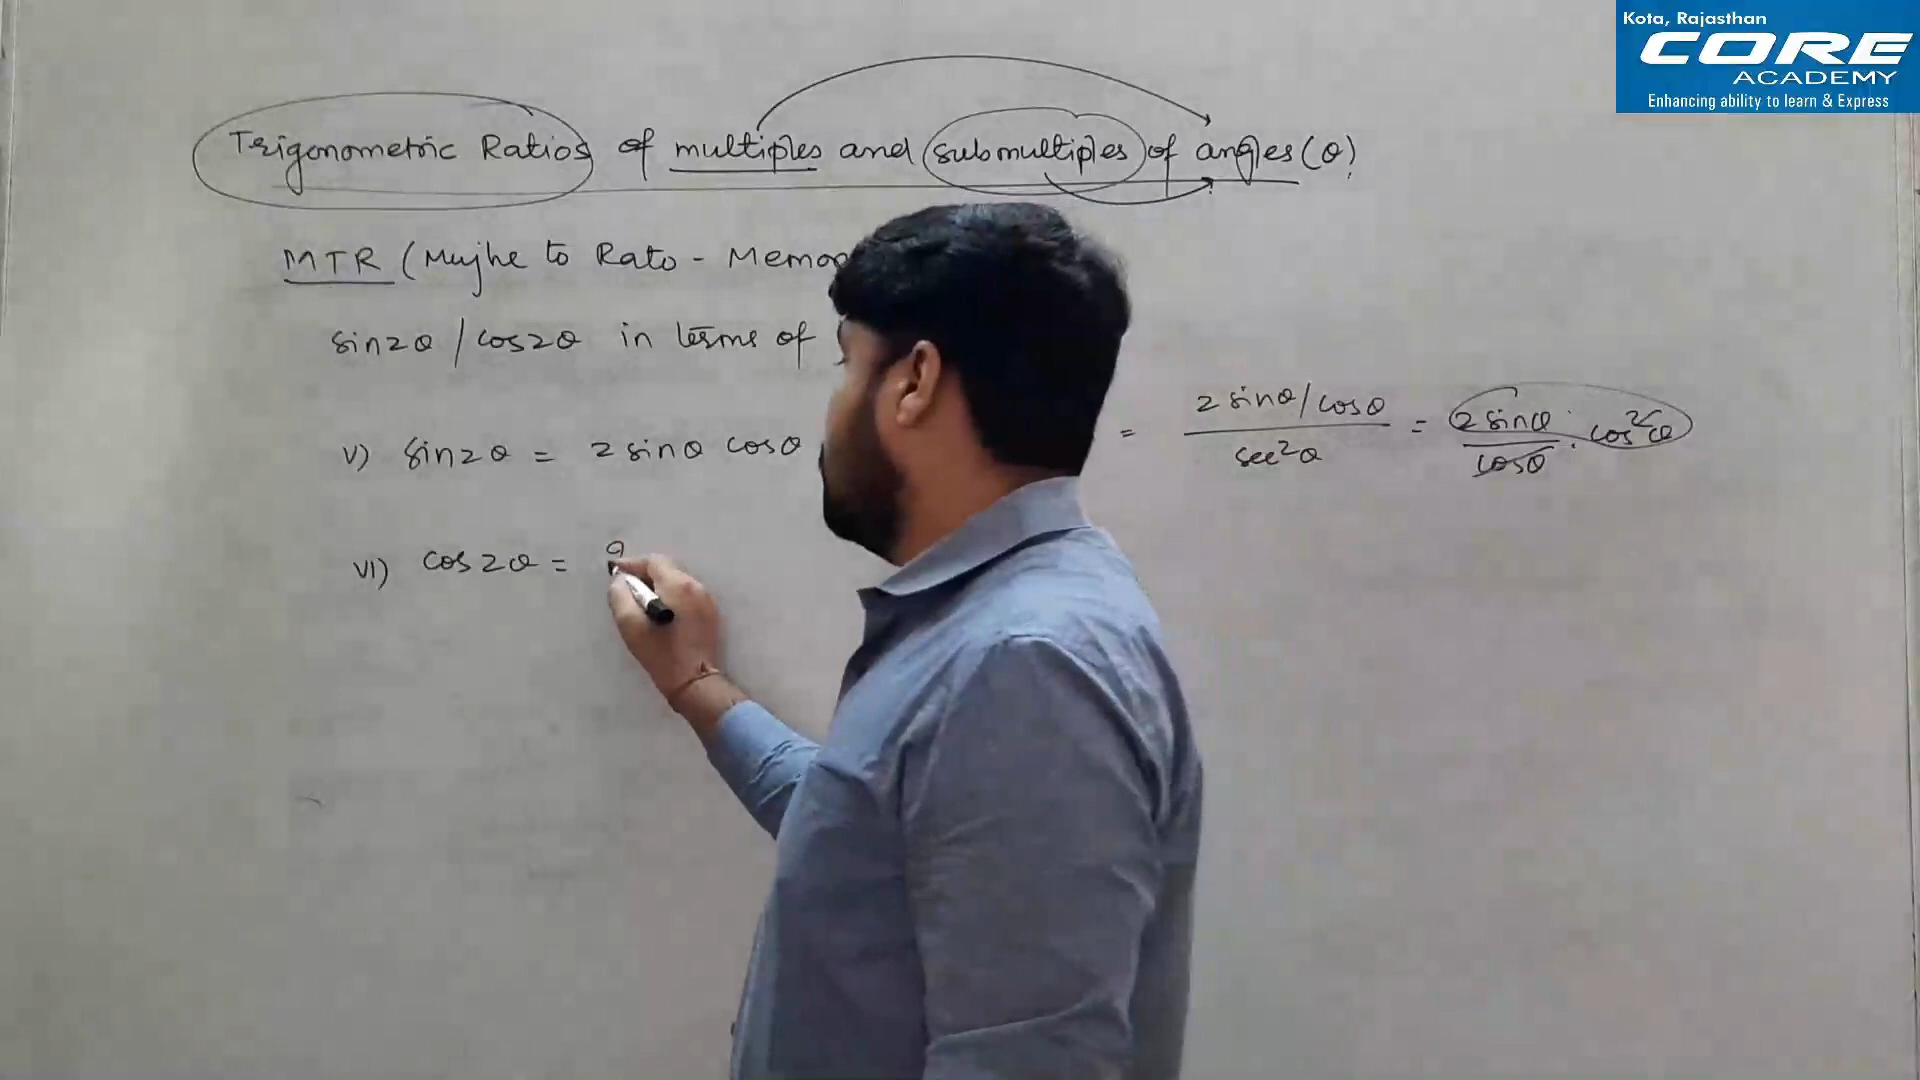 Kota, Rajasthan
CORE
ACADEMY
Enhancing ability to learn & Express
Trigonometric Ratios of multiples and submultiples of angles (θ)
MTR (Mujhe to Rato - Memor
sin2θ / cos2θ in terms of
v) sin2θ = 2 sinθ cosθ = 2 sinθ/cosθ / sec²θ = 2 sinθ / cosθ . cos²θ
vi) cos2θ =